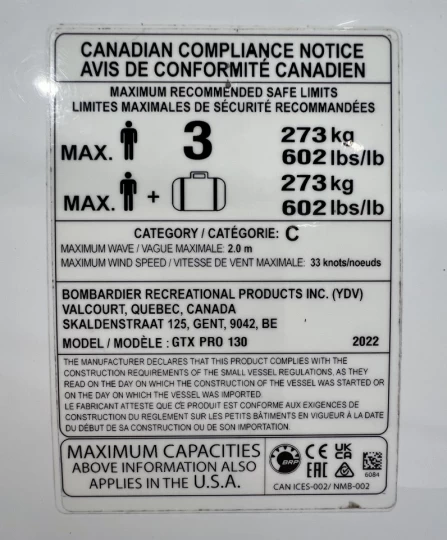 CANADIAN COMPLIANCE NOTICE
AVIS DE CONFORMITÉ CANADIEN
MAXIMUM RECOMMENDED SAFE LIMITS
LIMITES MAXIMALES DE SÉCURITÉ RECOMMANDÉES
MAX. 3 273 kg
602 lbs/lb
MAX. + 273 kg
602 lbs/lb
CATEGORY / CATÉGORIE: C
MAXIMUM WAVE / VAGUE MAXIMALE: 2.0 m
MAXIMUM WIND SPEED / VITESSE DE VENT MAXIMALE: 33 knots/noeuds
BOMBARDIER RECREATIONAL PRODUCTS INC. (YDV)
VALCOURT, QUEBEC, CANADA
SKALDENSTRAAT 125, GENT, 9042, BE
MODEL / MODÈLE : GTX PRO 130 2022
THE MANUFACTURER DECLARES THAT THIS PRODUCT COMPLIES WITH THE
CONSTRUCTION REQUIREMENTS OF THE SMALL VESSEL REGULATIONS, AS THEY
READ ON THE DAY ON WHICH THE CONSTRUCTION OF THE VESSEL WAS STARTED OR
ON THE DAY ON WHICH THE VESSEL WAS IMPORTED.
LE FABRICANT ATTESTE QUE CE PRODUIT EST CONFORME AUX EXIGENCES DE
CONSTRUCTION DU REGLEMENT SUR LES PETITS BÂTIMENTS EN VIGUEUR À LA DATE
DU DÉBUT DE SA CONSTRUCTION OU DE SON IMPORTATION.
MAXIMUM CAPACITIES
ABOVE INFORMATION ALSO
APPLIES IN THE U.S.A.
BRP CE UK
CA
EAC 6084
CAN ICES-002/ NMB-002